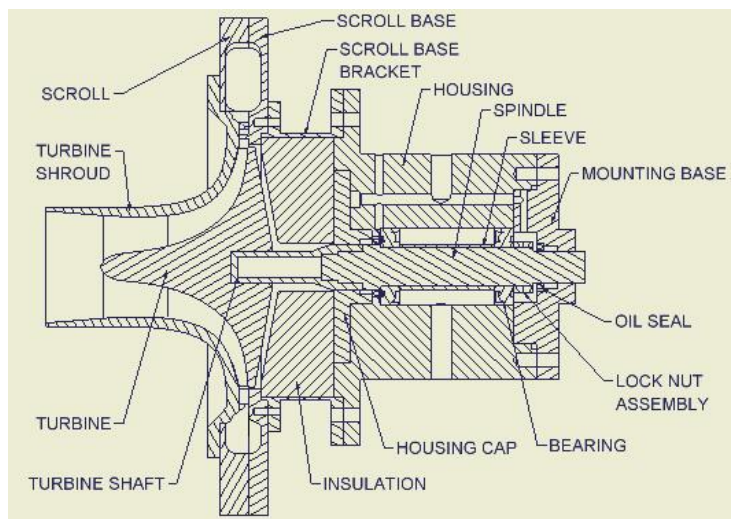 SCROLL BASE
SCROLL BASE
BRACKET
HOUSING
SPINDLE
SLEEVE
MOUNTING BASE
SCROLL
TURBINE
SHROUD
OIL SEAL
LOCK NUT
ASSEMBLY
TURBINE
HOUSING CAP
BEARING
TURBINE SHAFT
INSULATION